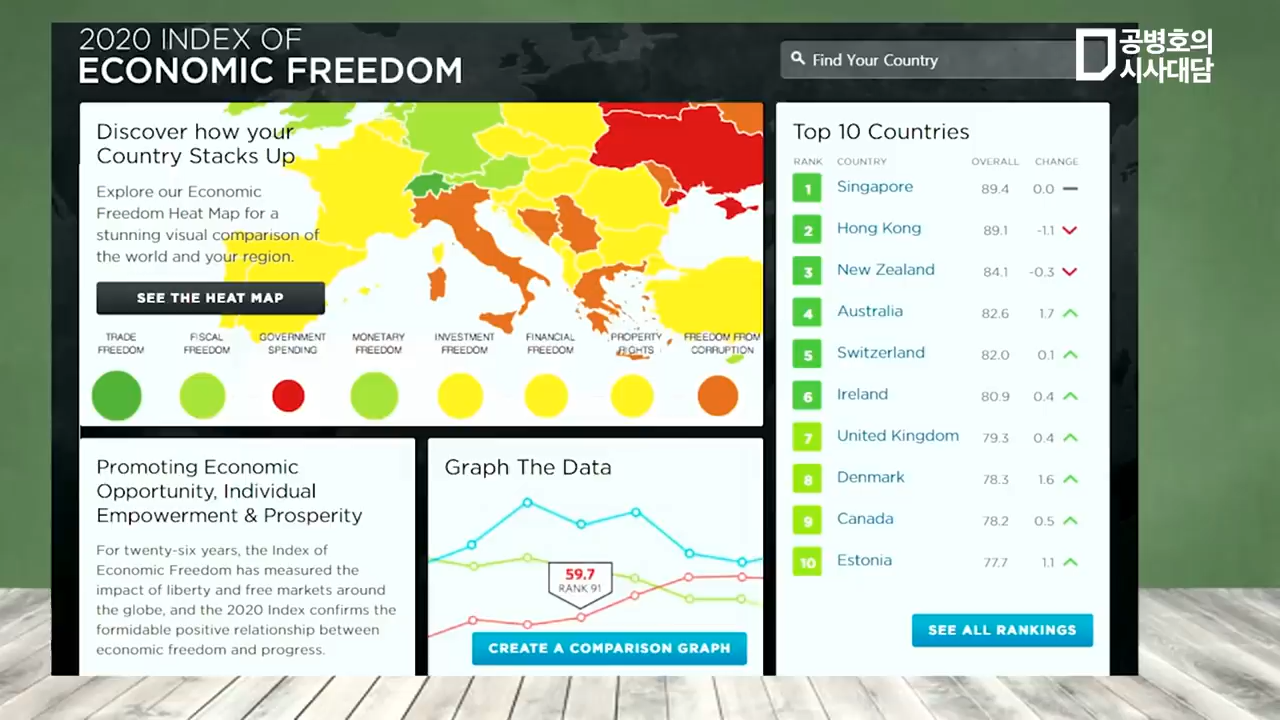 2020 INDEX OF
ECONOMIC FREEDOM
Find Your Country
공병호의
시사대담
Discover how your
Country Stacks Up
Explore our Economic
Freedom Heat Map for a
stunning visual comparison of
the world and your region.
SEE THE HEAT MAP
TRADE FREEDOM
FISCAL FREEDOM
GOVERNMENT SPENDING
MONETARY FREEDOM
INVESTMENT FREEDOM
FINANCIAL FREEDOM
PROPERTY RIGHTS
FREEDOM FROM CORRUPTION
Promoting Economic
Opportunity, Individual
Empowerment & Prosperity
For twenty-six years, the Index of
Economic Freedom has measured the
impact of liberty and free markets around
the globe, and the 2020 Index confirms the
formidable positive relationship between
economic freedom and progress.
Graph The Data
59.7
RANK 91
CREATE A COMPARISON GRAPH
Top 10 Countries
RANK COUNTRY OVERALL CHANGE
1 Singapore 89.4 0.0
2 Hong Kong 89.1 -1.1
3 New Zealand 84.1 -0.3
4 Australia 82.6 1.7
5 Switzerland 82.0 0.1
6 Ireland 80.9 0.4
7 United Kingdom 79.3 0.4
8 Denmark 78.3 1.6
9 Canada 78.2 0.5
10 Estonia 77.7 1.1
SEE ALL RANKINGS